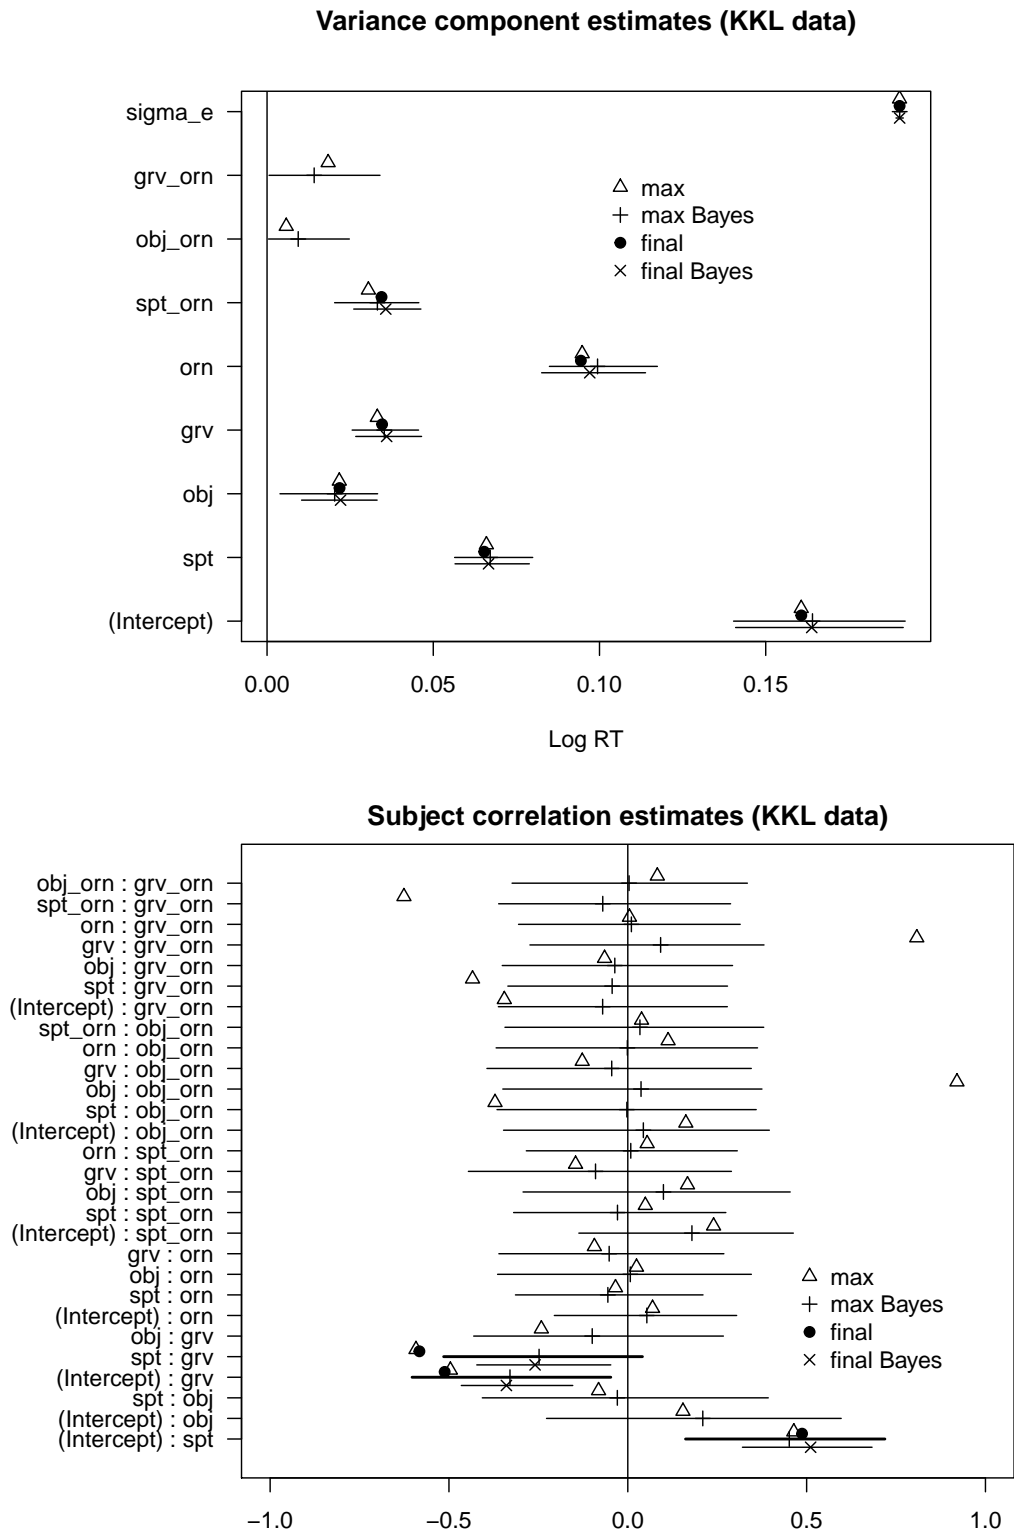 Variance component estimates (KKL data)
sigma_e
grv_orn
obj_orn
spt_orn
orn
grv
obj
spt
(Intercept)
max
max Bayes
final
final Bayes
0.00 0.05 0.10 0.15
Log RT
Subject correlation estimates (KKL data)
obj_orn : grv_orn
spt_orn : grv_orn
orn : grv_orn
grv : grv_orn
obj : grv_orn
spt : grv_orn
(Intercept) : grv_orn
spt_orn : obj_orn
orn : obj_orn
grv : obj_orn
obj : obj_orn
spt : obj_orn
(Intercept) : obj_orn
orn : spt_orn
grv : spt_orn
obj : spt_orn
spt : spt_orn
(Intercept) : spt_orn
grv : orn
obj : orn
spt : orn
(Intercept) : orn
obj : grv
spt : grv
(Intercept) : grv
spt : obj
(Intercept) : obj
(Intercept) : spt
max
max Bayes
final
final Bayes
−1.0 −0.5 0.0 0.5 1.0